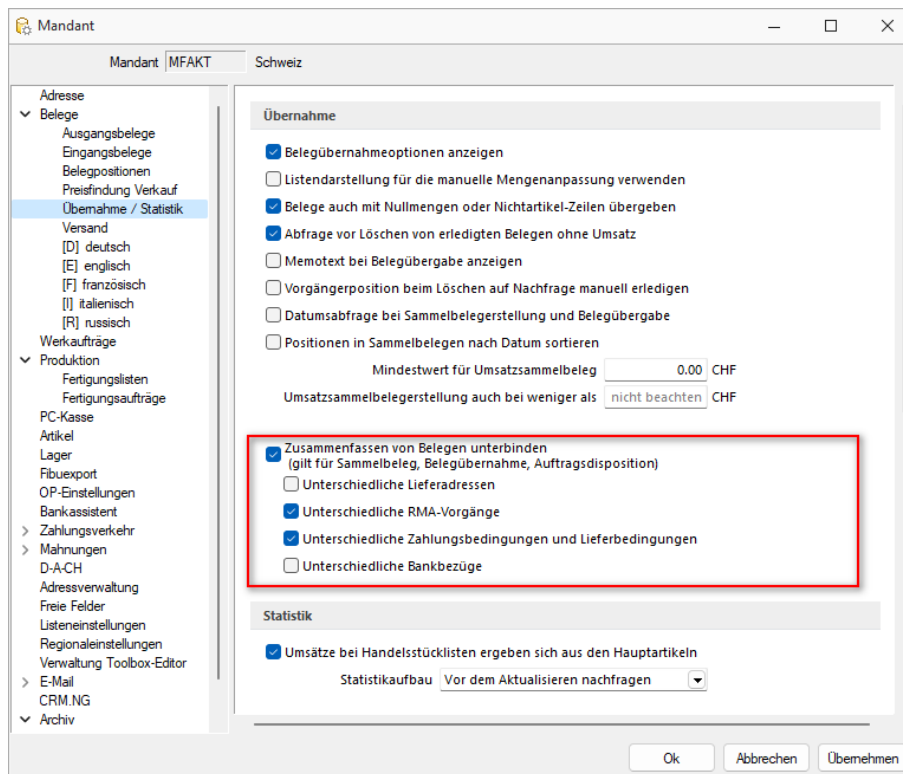 Mandant
Mandant MFAKT Schweiz
Adresse
Belege
Ausgangsbelege
Eingangsbelege
Belegpositionen
Preisfindung Verkauf
Übernahme / Statistik
Versand
[D] deutsch
[E] englisch
[F] französisch
[I] italienisch
[R] russisch
Werkaufträge
Produktion
Fertigungslisten
Fertigungsaufträge
PC-Kasse
Artikel
Lager
Fibuexport
OP-Einstellungen
Bankassistent
Zahlungsverkehr
Mahnungen
D-A-CH
Adressverwaltung
Freie Felder
Listeneinstellungen
Regionaleinstellungen
Verwaltung Toolbox-Editor
E-Mail
CRM.NG
Archiv
Übernahme
Belegübernahmeoptionen anzeigen
Listendarstellung für die manuelle Mengenanpassung verwenden
Belege auch mit Nullmengen oder Nichtartikel-Zeilen übergeben
Abfrage vor Löschen von erledigten Belegen ohne Umsatz
Memotext bei Belegübergabe anzeigen
Vorgängerposition beim Löschen auf Nachfrage manuell erledigen
Datumsabfrage bei Sammelbelegerstellung und Belegübergabe
Positionen in Sammelbelegen nach Datum sortieren
Mindestwert für Umsatzsammelbeleg 0.00 CHF
Umsatzsammelbelegerstellung auch bei weniger als nicht beachten CHF
Zusammenfassen von Belegen unterbinden
(gilt für Sammelbeleg, Belegübernahme, Auftragsdisposition)
Unterschiedliche Lieferadressen
Unterschiedliche RMA-Vorgänge
Unterschiedliche Zahlungsbedingungen und Lieferbedingungen
Unterschiedliche Bankbezüge
Statistik
Umsätze bei Handelsstücklisten ergeben sich aus den Hauptartikeln
Statistikaufbau Vor dem Aktualisieren nachfragen
Ok Abbrechen Übernehmen